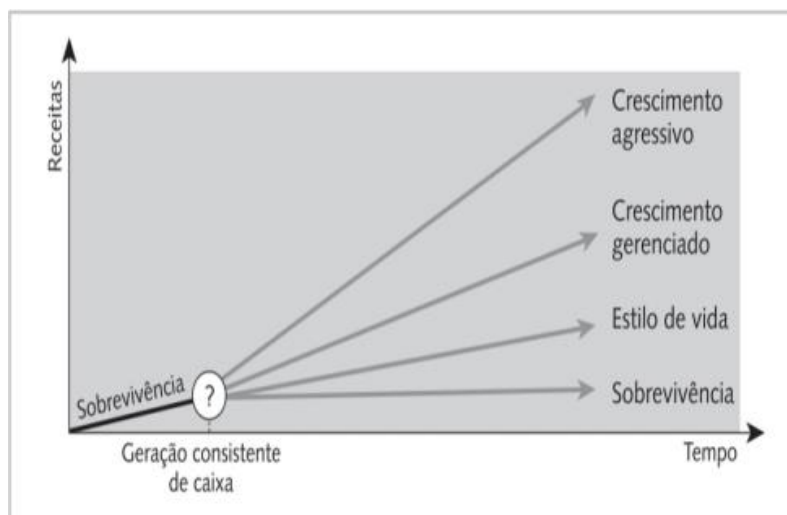 Receitas
Crescimento
agressivo
Crescimento
gerenciado
Estilo de vida
Sobrevivência
Sobrevivência
?
Geração consistente
de caixa
Tempo